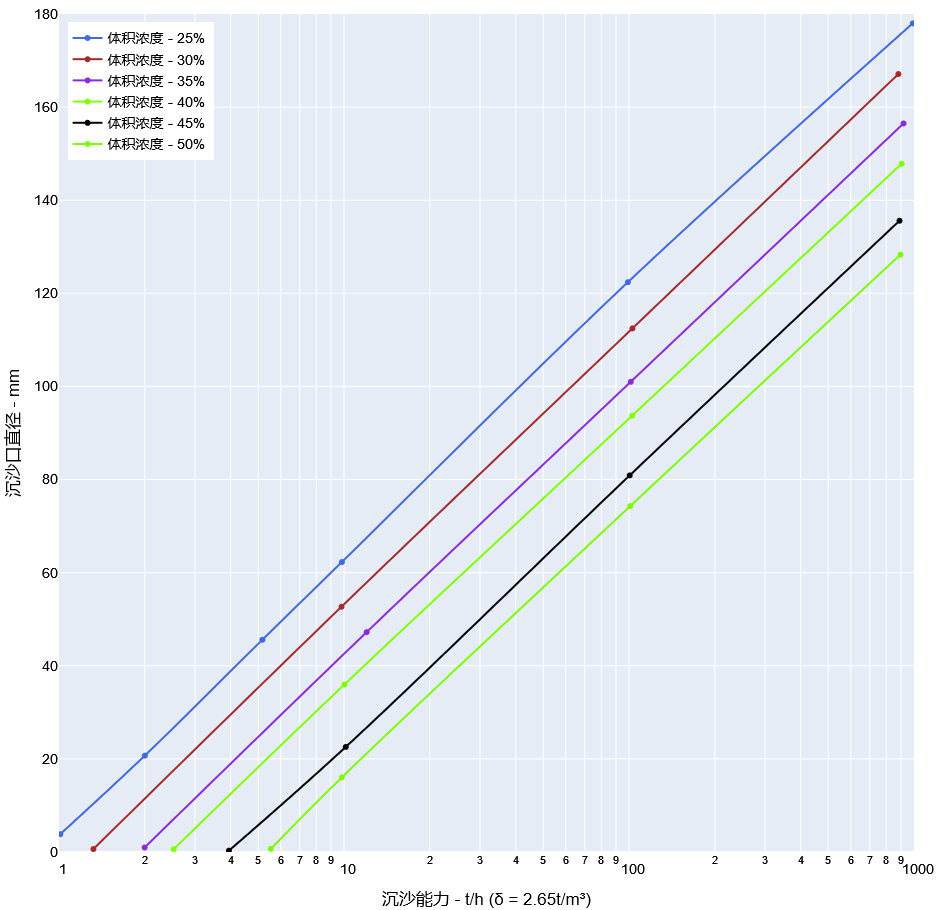 体积浓度 - 25%
体积浓度 - 30%
体积浓度 - 35%
体积浓度 - 40%
体积浓度 - 45%
体积浓度 - 50%
180
160
140
120
100
80
60
40
20
0
沉沙口直径 - mm
1 2 3 4 5 6 7 8 9 10 2 3 4 5 6 7 8 9 100 2 3 4 5 6 7 8 9 1000
沉沙能力 - t/h (δ = 2.65t/m³)